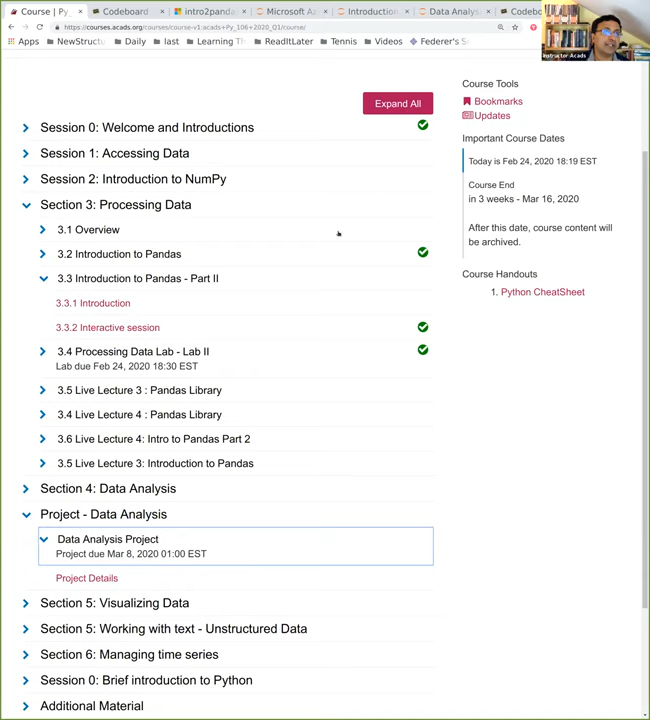 Course | Py
Codeboard
intro2panda
Microsoft Az
Introduction
Data Analys
Codeb
https://courses.acads.org/courses/course-v1:acads+Py_106+2020_Q1/course/
Apps
NewStructu
Daily
last
Learning Th
ReadItLater
Tennis
Videos
Federer's Se
Instructor Acads
Expand All
Session 0: Welcome and Introductions
Session 1: Accessing Data
Session 2: Introduction to NumPy
Section 3: Processing Data
3.1 Overview
3.2 Introduction to Pandas
3.3 Introduction to Pandas - Part II
3.3.1 Introduction
3.3.2 Interactive session
3.4 Processing Data Lab - Lab II
Lab due Feb 24, 2020 18:30 EST
3.5 Live Lecture 3 : Pandas Library
3.4 Live Lecture 4 : Pandas Library
3.6 Live Lecture 4: Intro to Pandas Part 2
3.5 Live Lecture 3: Introduction to Pandas
Section 4: Data Analysis
Project - Data Analysis
Data Analysis Project
Project due Mar 8, 2020 01:00 EST
Project Details
Section 5: Visualizing Data
Section 5: Working with text - Unstructured Data
Section 6: Managing time series
Session 0: Brief introduction to Python
Additional Material
Course Tools
Bookmarks
Updates
Important Course Dates
Today is Feb 24, 2020 18:19 EST
Course End
in 3 weeks - Mar 16, 2020
After this date, course content will
be archived.
Course Handouts
1. Python CheatSheet